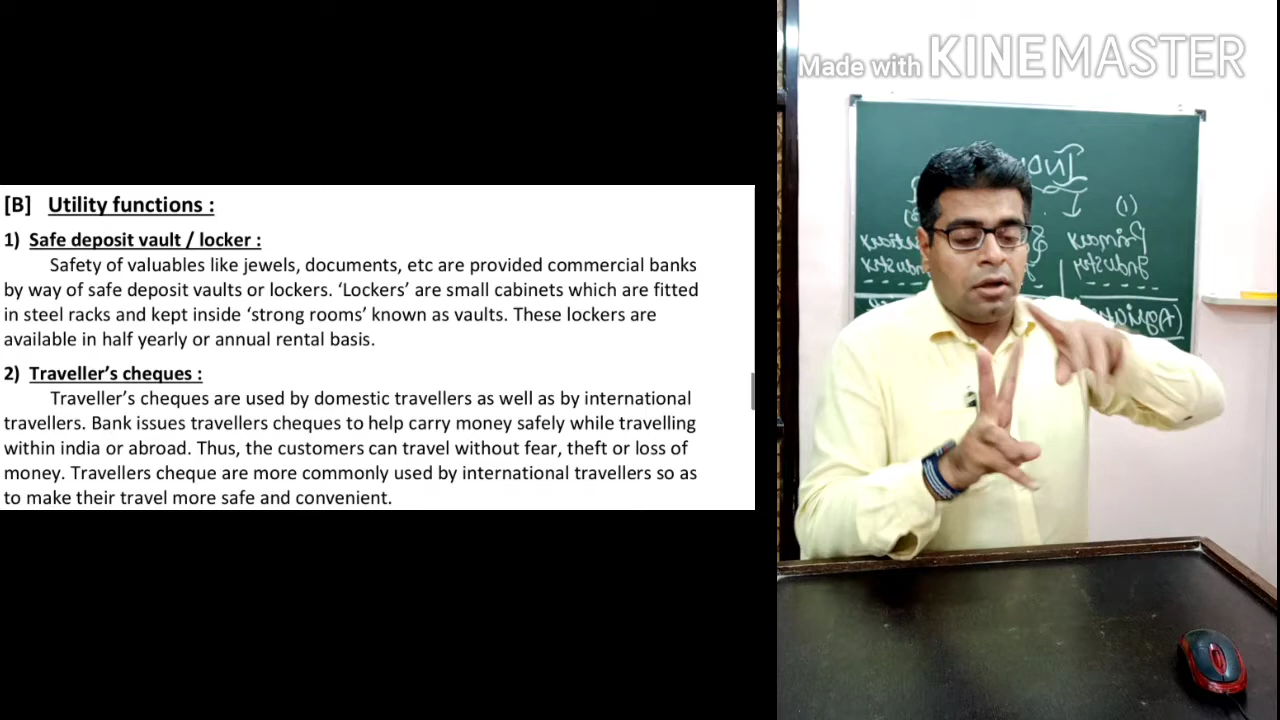 [B] Utility functions :
1) Safe deposit vault / locker :
Safety of valuables like jewels, documents, etc are provided commercial banks
by way of safe deposit vaults or lockers. ‘Lockers’ are small cabinets which are fitted
in steel racks and kept inside ‘strong rooms’ known as vaults. These lockers are
available in half yearly or annual rental basis.
2) Traveller’s cheques :
Traveller’s cheques are used by domestic travellers as well as by international
travellers. Bank issues travellers cheques to help carry money safely while travelling
within india or abroad. Thus, the customers can travel without fear, theft or loss of
money. Travellers cheque are more commonly used by international travellers so as
to make their travel more safe and convenient.
Made with KINEMASTER
(1)
Primary
Industry